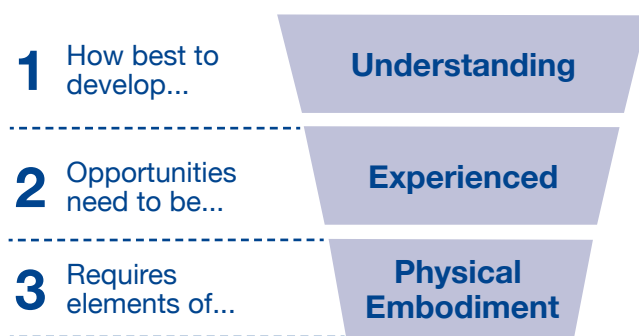 1 How best to
develop...
Understanding
2 Opportunities
need to be...
Experienced
3 Requires
elements of...
Physical
Embodiment